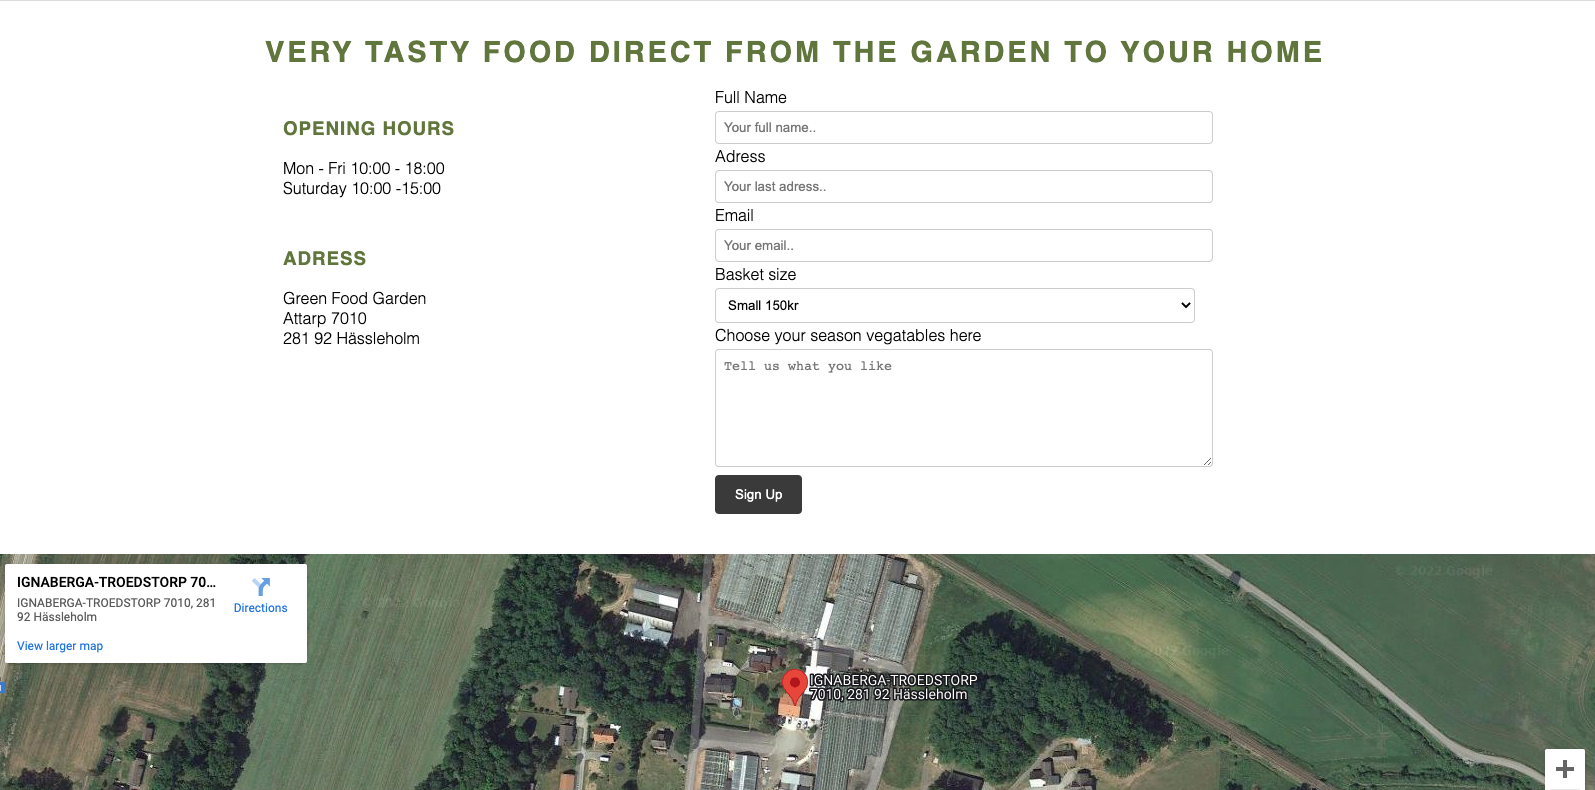 VERY TASTY FOOD DIRECT FROM THE GARDEN TO YOUR HOME
OPENING HOURS
Mon - Fri 10:00 - 18:00
Suturday 10:00 -15:00
ADRESS
Green Food Garden
Attarp 7010
281 92 Hässleholm
Full Name
Your full name..
Adress
Your last adress..
Email
Your email..
Basket size
Small 150kr
Choose your season vegatables here
Tell us what you like
Sign Up
IGNABERGA-TROEDSTORP 70...
IGNABERGA-TROEDSTORP 7010, 281
92 Hässleholm
Directions
View larger map
IGNABERGA-TROEDSTORP
7010, 281 92 Hässleholm
© 2022 Google
2022 Google